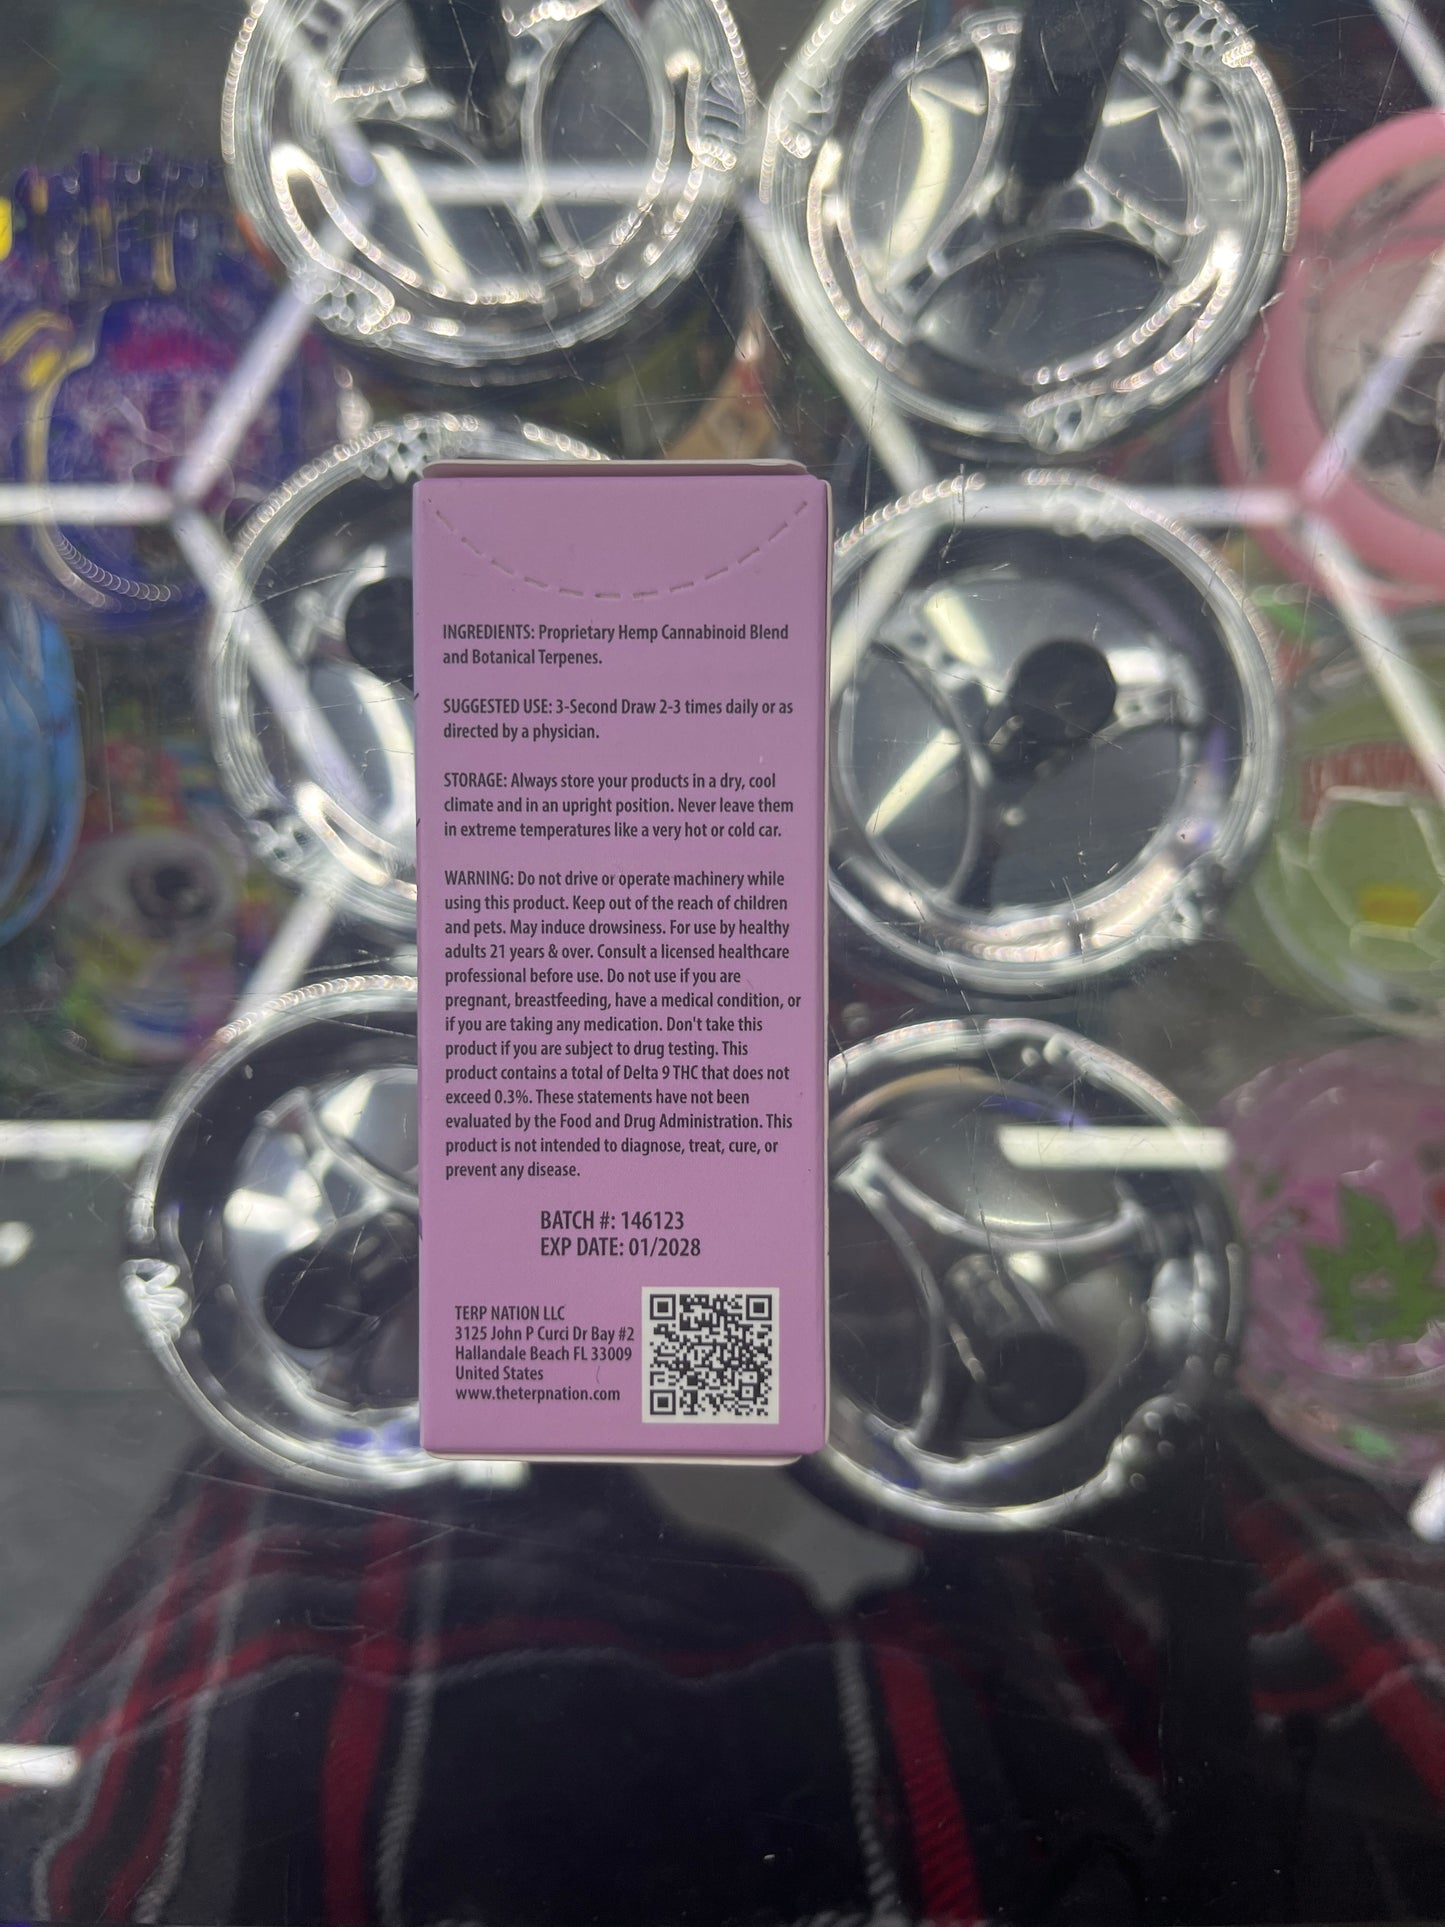 INGREDIENTS: Proprietary Hemp Cannabinoid Blend
and Botanical Terpenes.
SUGGESTED USE: 3-Second Draw 2-3 times daily or as
directed by a physician.
STORAGE: Always store your products in a dry, cool
climate and in an upright position. Never leave them
in extreme temperatures like a very hot or cold car.
WARNING: Do not drive or operate machinery while
using this product. Keep out of the reach of children
and pets. May induce drowsiness. For use by healthy
adults 21 years & over. Consult a licensed healthcare
professional before use. Do not use if you are
pregnant, breastfeeding, have a medical condition, or
if you are taking any medication. Don't take this
product if you are subject to drug testing. This
product contains a total of Delta 9 THC that does not
exceed 0.3%. These statements have not been
evaluated by the Food and Drug Administration. This
product is not intended to diagnose, treat, cure, or
prevent any disease.
BATCH #: 146123
EXP DATE: 01/2028
TERP NATION LLC
3125 John P Curci Dr Bay #2
Hallandale Beach FL 33009
United States
www.theterpnation.com